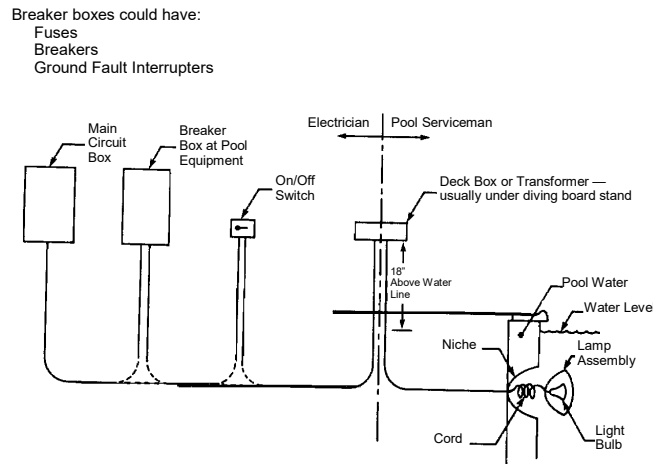 Breaker boxes could have:
Fuses
Breakers
Ground Fault Interrupters
Electrician
Pool Serviceman
Main
Circuit
Box
Breaker
Box at Pool
Equipment
On/Off
Switch
Deck Box or Transformer —
usually under diving board stand
18"
Above Water
Line
Pool Water
Water Leve
Niche
Lamp
Assembly
Cord
Light
Bulb